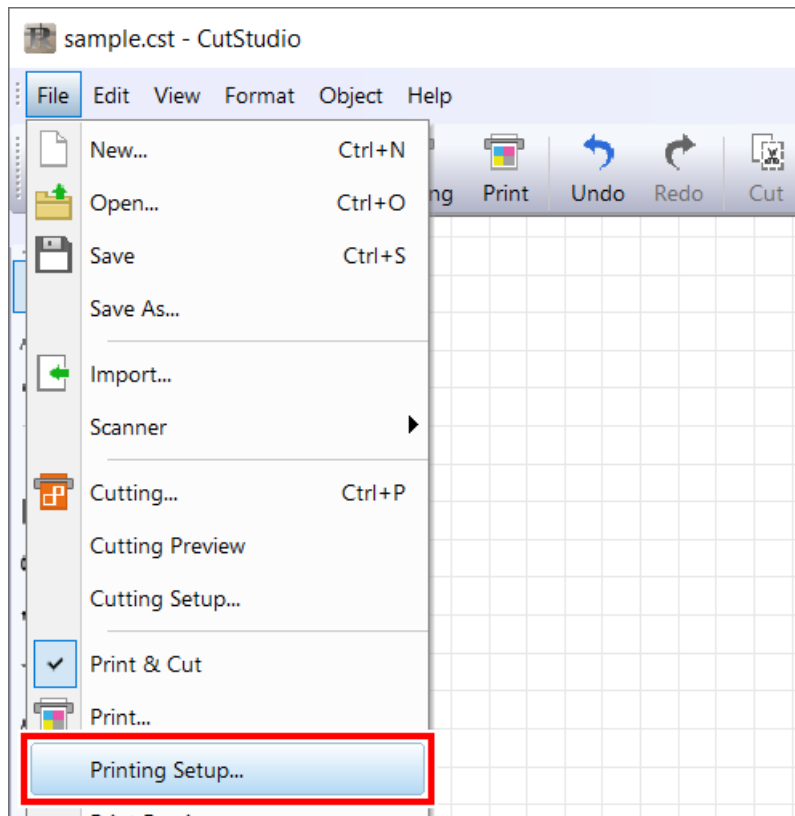 sample.cst - CutStudio
File Edit View Format Object Help
New... Ctrl+N
Open... Ctrl+O
Save Ctrl+S
Save As...
Import...
Scanner
Cutting... Ctrl+P
Cutting Preview
Cutting Setup...
Print & Cut
Print...
Printing Setup...
Print Undo Redo Cut